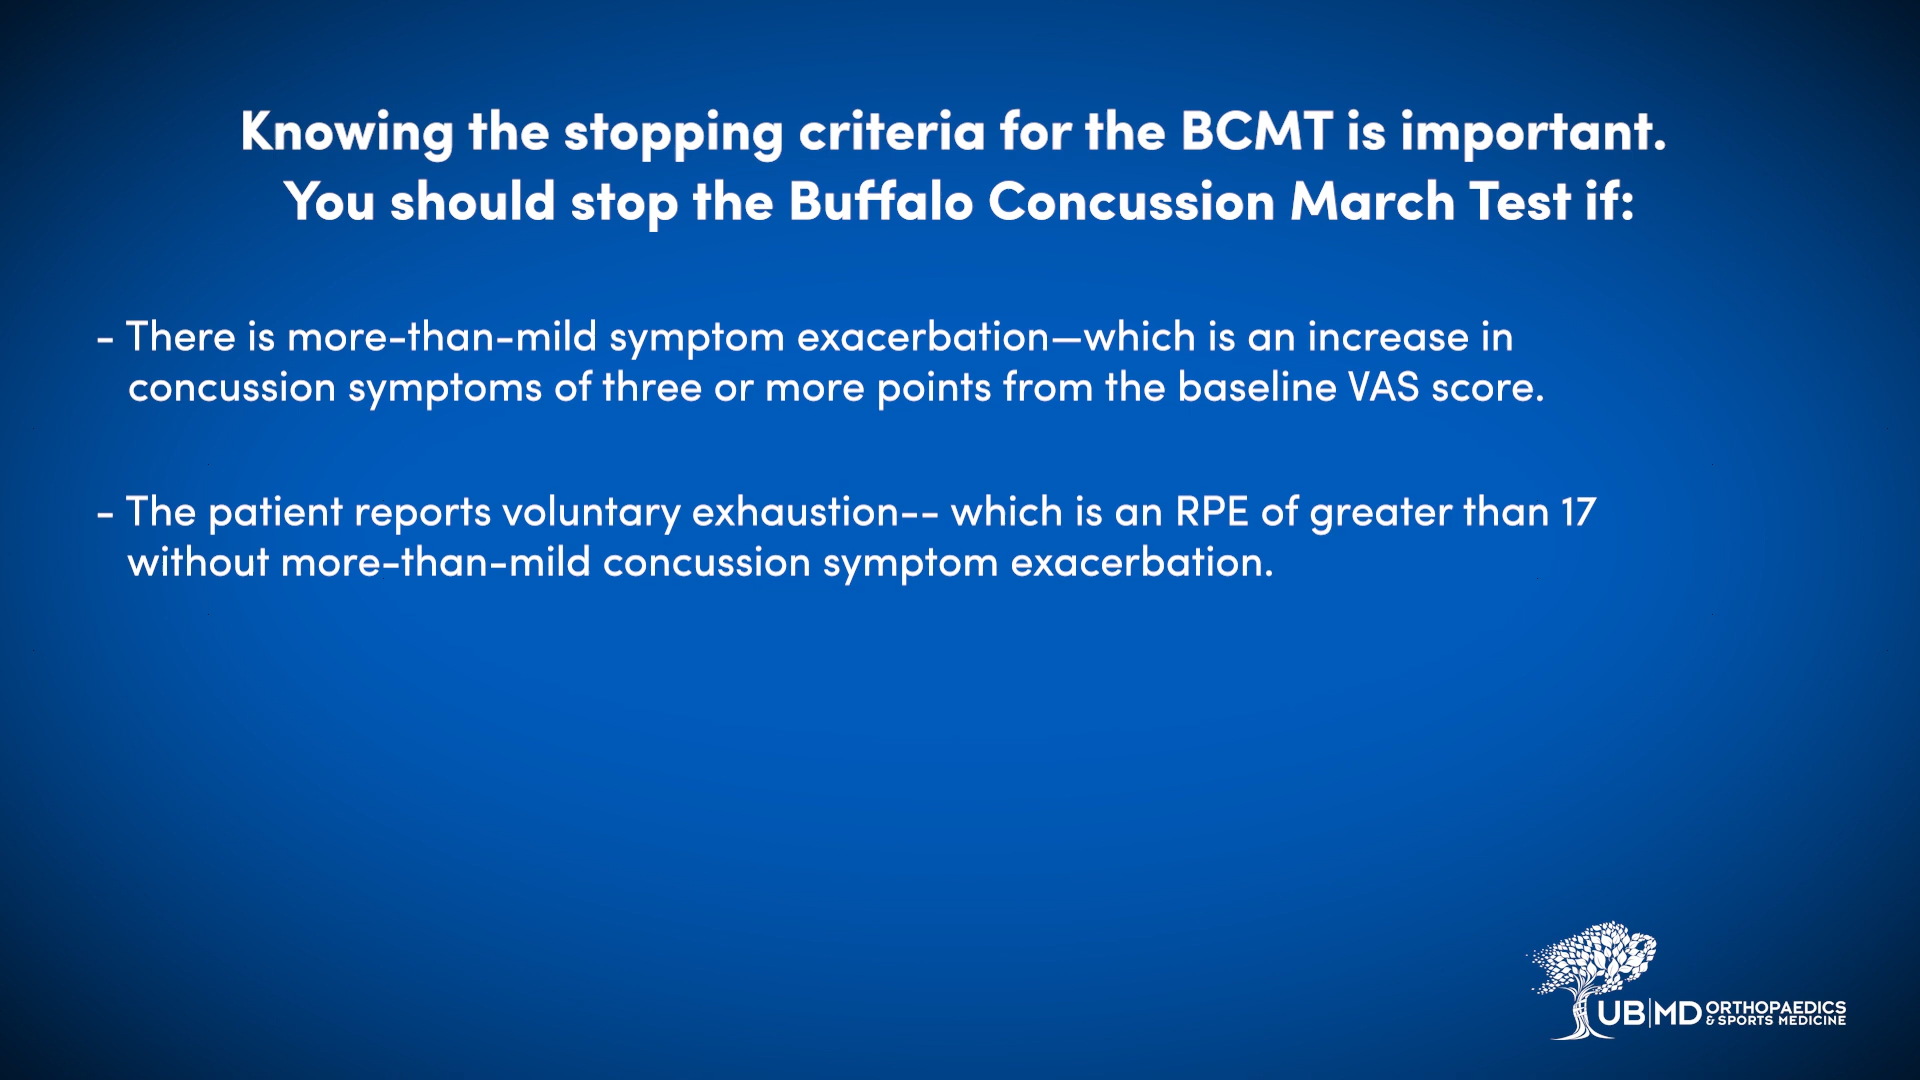 Knowing the stopping criteria for the BCMT is important.
You should stop the Buffalo Concussion March Test if:
- There is more-than-mild symptom exacerbation—which is an increase in
concussion symptoms of three or more points from the baseline VAS score.
- The patient reports voluntary exhaustion-- which is an RPE of greater than 17
without more-than-mild concussion symptom exacerbation.
UB|MD ORTHOPAEDICS
& SPORTS MEDICINE